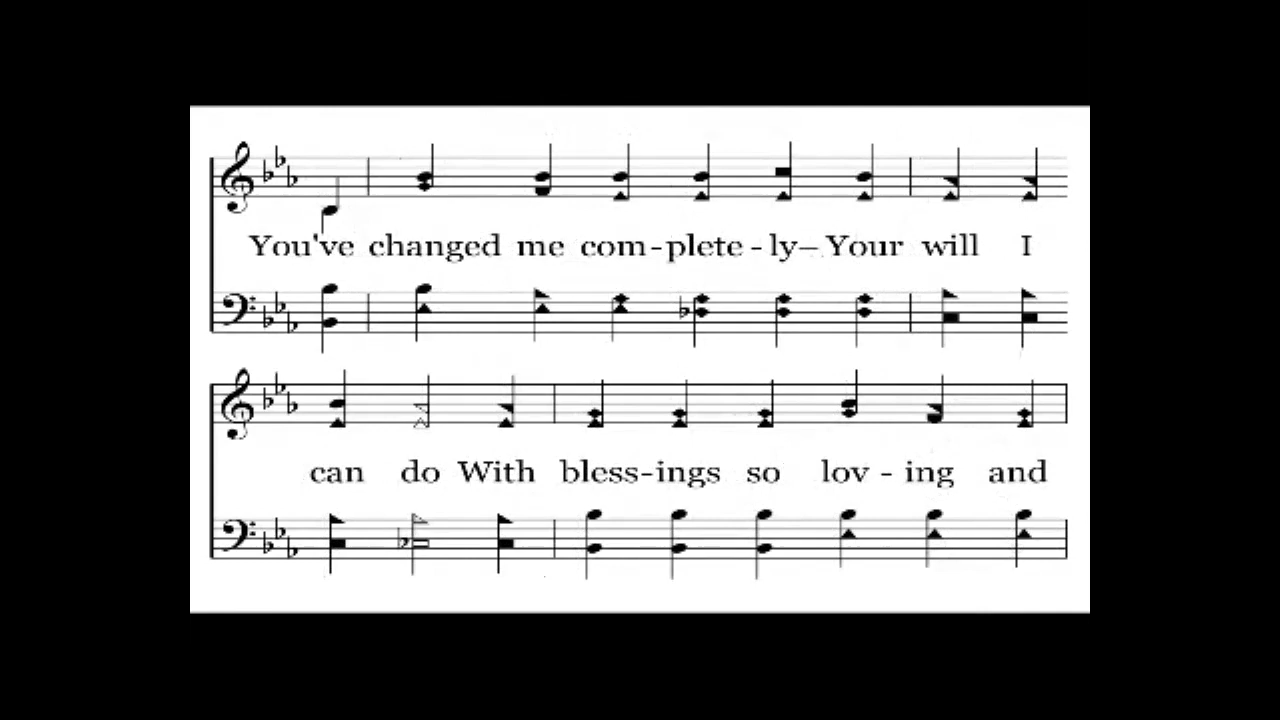 You've changed me com-plete-ly– Your will I
can do With bless-ings so lov-ing and